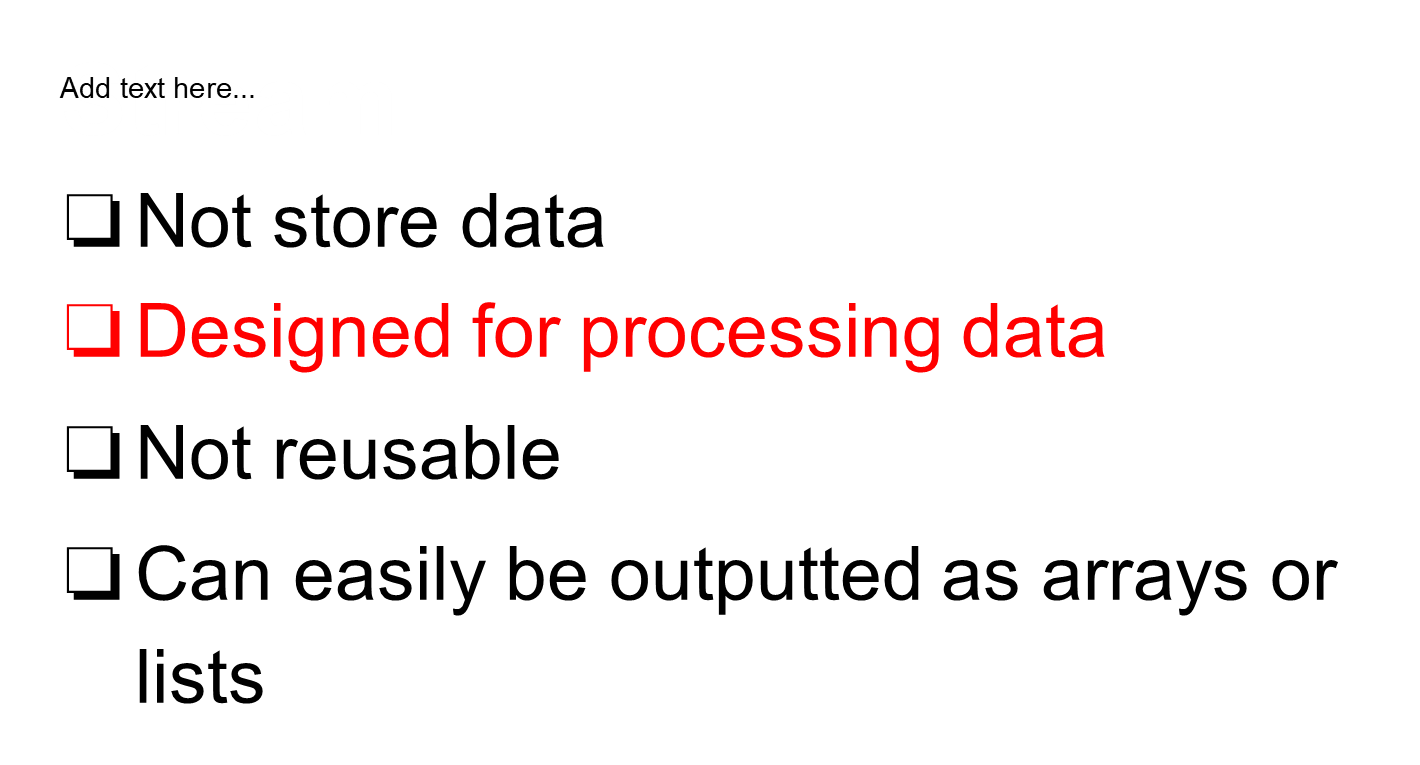 Add text here...
❏ Not store data
❏ Designed for processing data
❏ Not reusable
❏ Can easily be outputted as arrays or
lists